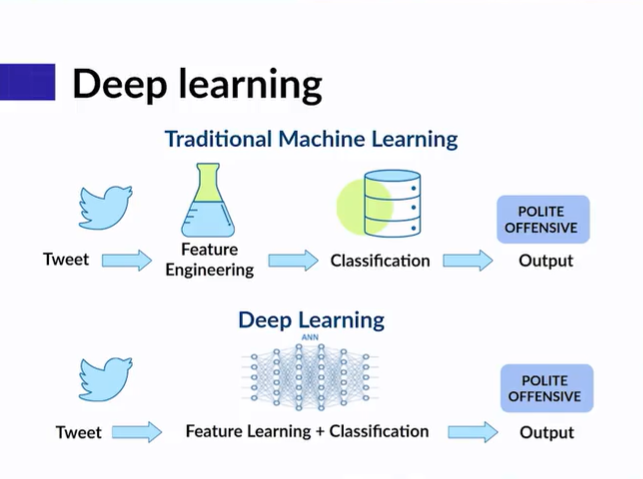 Deep learning
Traditional Machine Learning
POLITE
OFFENSIVE
Tweet
Feature
Engineering
Classification
Output
Deep Learning
ANN
POLITE
OFFENSIVE
Tweet
Feature Learning + Classification
Output